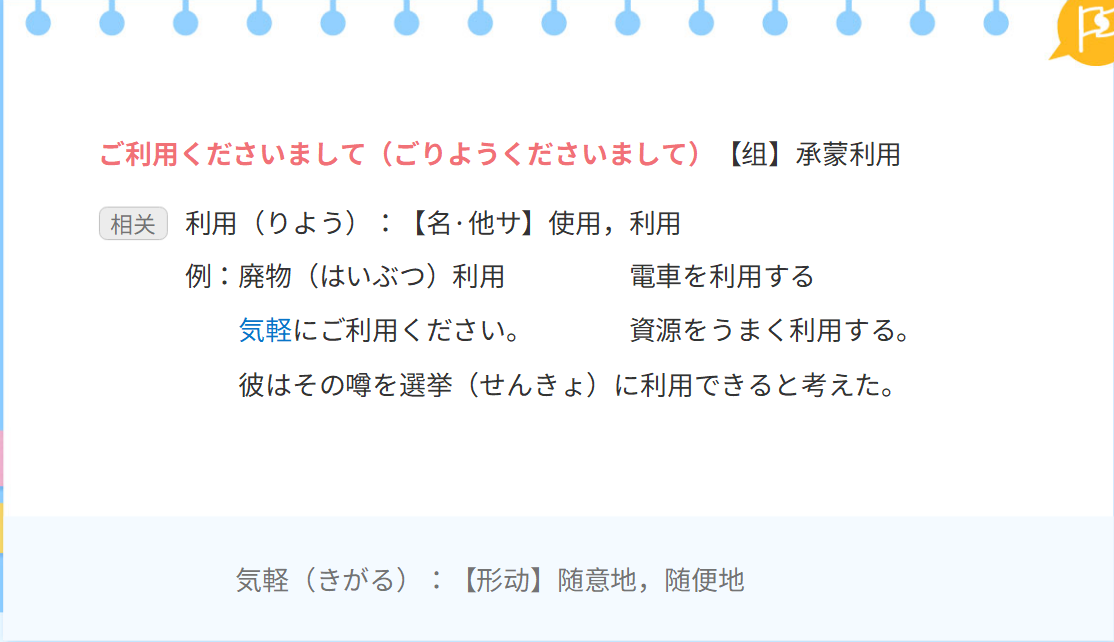 ご利用くださいまして（ごりようくださいまして）【组】承蒙利用
相关 利用（りよう）：【名·他サ】使用，利用
例：廃物（はいぶつ）利用 電車を利用する
気軽にご利用ください。 資源をうまく利用する。
彼はその噂を選挙（せんきょ）に利用できると考えた。
気軽（きがる）：【形动】随意地，随便地